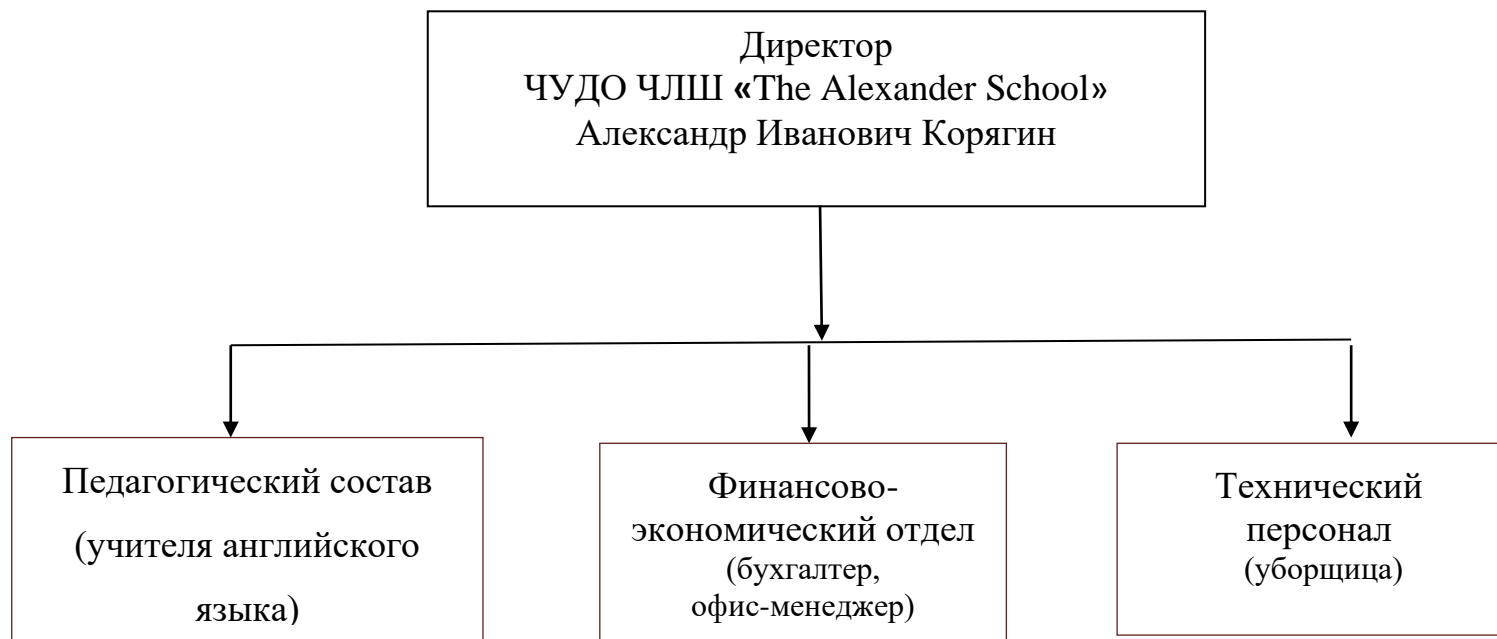 Директор
ЧУДО ЧЛШ «The Alexander School»
Александр Иванович Корягин
Педагогический состав
(учителя английского
языка)
Финансово-
экономический отдел
(бухгалтер,
офис-менеджер)
Технический
персонал
(уборщица)